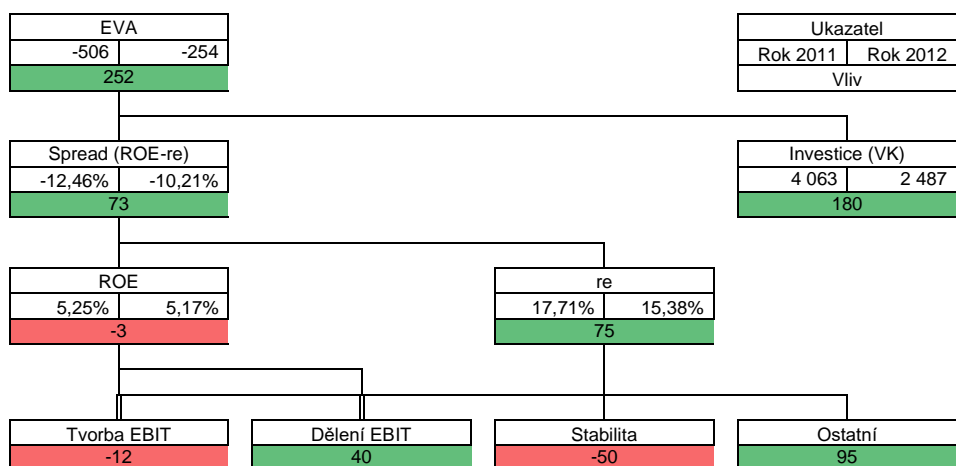 EVA
-506 -254
252
Ukazatel
Rok 2011 Rok 2012
Vliv
Spread (ROE-re)
-12,46% -10,21%
73
Investice (VK)
4 063 2 487
180
ROE
5,25% 5,17%
-3
re
17,71% 15,38%
75
Tvorba EBIT
-12
Dělení EBIT
40
Stabilita
-50
Ostatní
95